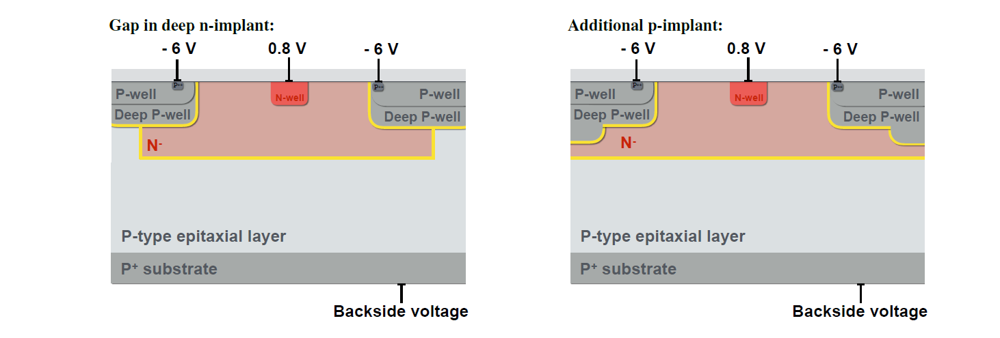 Gap in deep n-implant:
- 6 V
0.8 V
- 6 V
P-well
P++
N-well
P++
P-well
Deep P-well
Deep P-well
N-
P-type epitaxial layer
P+ substrate
Backside voltage
Additional p-implant:
- 6 V
0.8 V
- 6 V
P-well
P++
N-well
P++
P-well
Deep P-well
Deep P-well
N-
P-type epitaxial layer
P+ substrate
Backside voltage